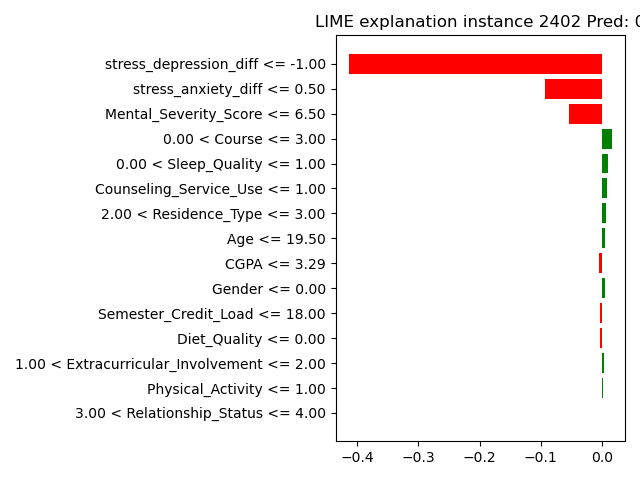 LIME explanation instance 2402 Pred: 0
stress_depression_diff <= -1.00
stress_anxiety_diff <= 0.50
Mental_Severity_Score <= 6.50
0.00 < Course <= 3.00
0.00 < Sleep_Quality <= 1.00
Counseling_Service_Use <= 1.00
2.00 < Residence_Type <= 3.00
Age <= 19.50
CGPA <= 3.29
Gender <= 0.00
Semester_Credit_Load <= 18.00
Diet_Quality <= 0.00
1.00 < Extracurricular_Involvement <= 2.00
Physical_Activity <= 1.00
3.00 < Relationship_Status <= 4.00
−0.4 −0.3 −0.2 −0.1 0.0